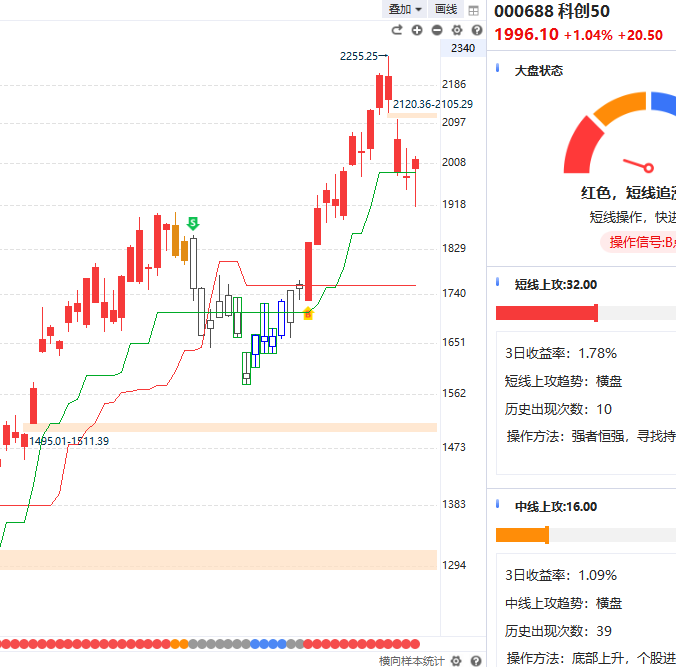 叠加 画线
2255.25
2120.36-2105.29
1495.01-1511.39
S
2340
2186
2097
2008
1918
1829
1740
1651
1562
1473
1383
1294
横向样本统计
000688 科创50
1996.10 +1.04% +20.50
大盘状态
红色，短线追涨
短线操作，快进
操作信号:B点
短线上攻:32.00
3日收益率：1.78%
短线上攻趋势：横盘
历史出现次数：10
操作方法：强者恒强，寻找持
中线上攻:16.00
3日收益率：1.09%
中线上攻趋势：横盘
历史出现次数：39
操作方法：底部上升，个股进